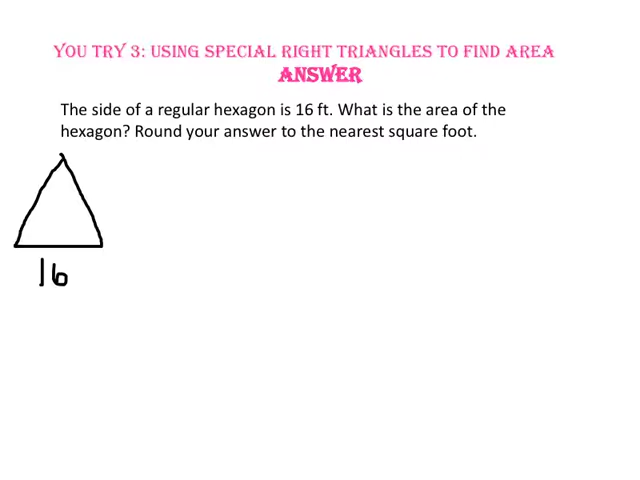 YOU TRY 3: USING SPECIAL RIGHT TRIANGLES TO FIND AREA
ANSWER
The side of a regular hexagon is 16 ft. What is the area of the
hexagon? Round your answer to the nearest square foot.
16